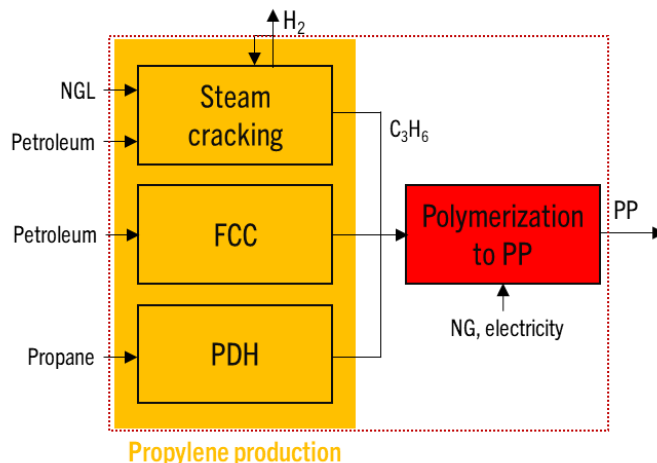 H₂
NGL
Petroleum
Steam
cracking
C₃H₆
Petroleum
FCC
Polymerization
to PP
PP
NG, electricity
Propane
PDH
Propylene production